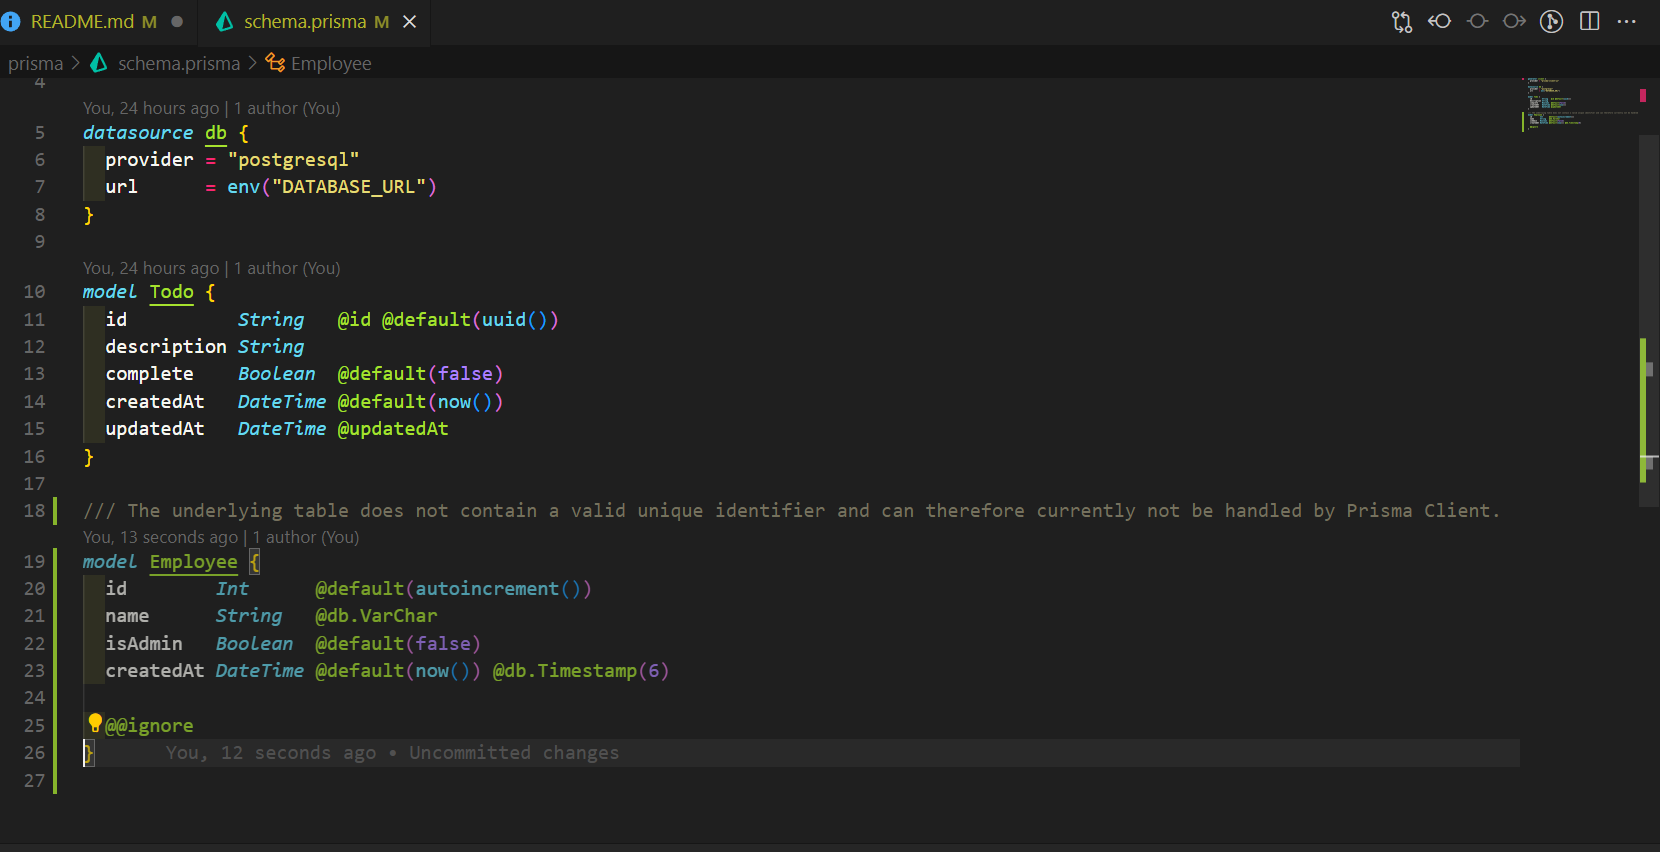 README.md M
schema.prisma M
prisma > schema.prisma > Employee
4
You, 24 hours ago | 1 author (You)
5 datasource db {
6 provider = "postgresql"
7 url = env("DATABASE_URL")
8 }
9
You, 24 hours ago | 1 author (You)
10 model Todo {
11 id String @id @default(uuid())
12 description String
13 complete Boolean @default(false)
14 createdAt DateTime @default(now())
15 updatedAt DateTime @updatedAt
16 }
17
18 /// The underlying table does not contain a valid unique identifier and can therefore currently not be handled by Prisma Client.
You, 13 seconds ago | 1 author (You)
19 model Employee {
20 id Int @default(autoincrement())
21 name String @db.VarChar
22 isAdmin Boolean @default(false)
23 createdAt DateTime @default(now()) @db.Timestamp(6)
24
25 @@ignore
26 } You, 12 seconds ago • Uncommitted changes
27